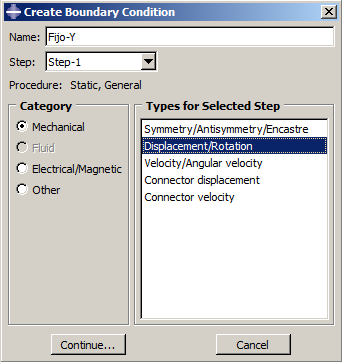 Create Boundary Condition
Name: Fijo-Y
Step: Step-1
Procedure: Static, General
Category
Mechanical
Fluid
Electrical/Magnetic
Other
Types for Selected Step
Symmetry/Antisymmetry/Encastre
Displacement/Rotation
Velocity/Angular velocity
Connector displacement
Connector velocity
Continue... Cancel